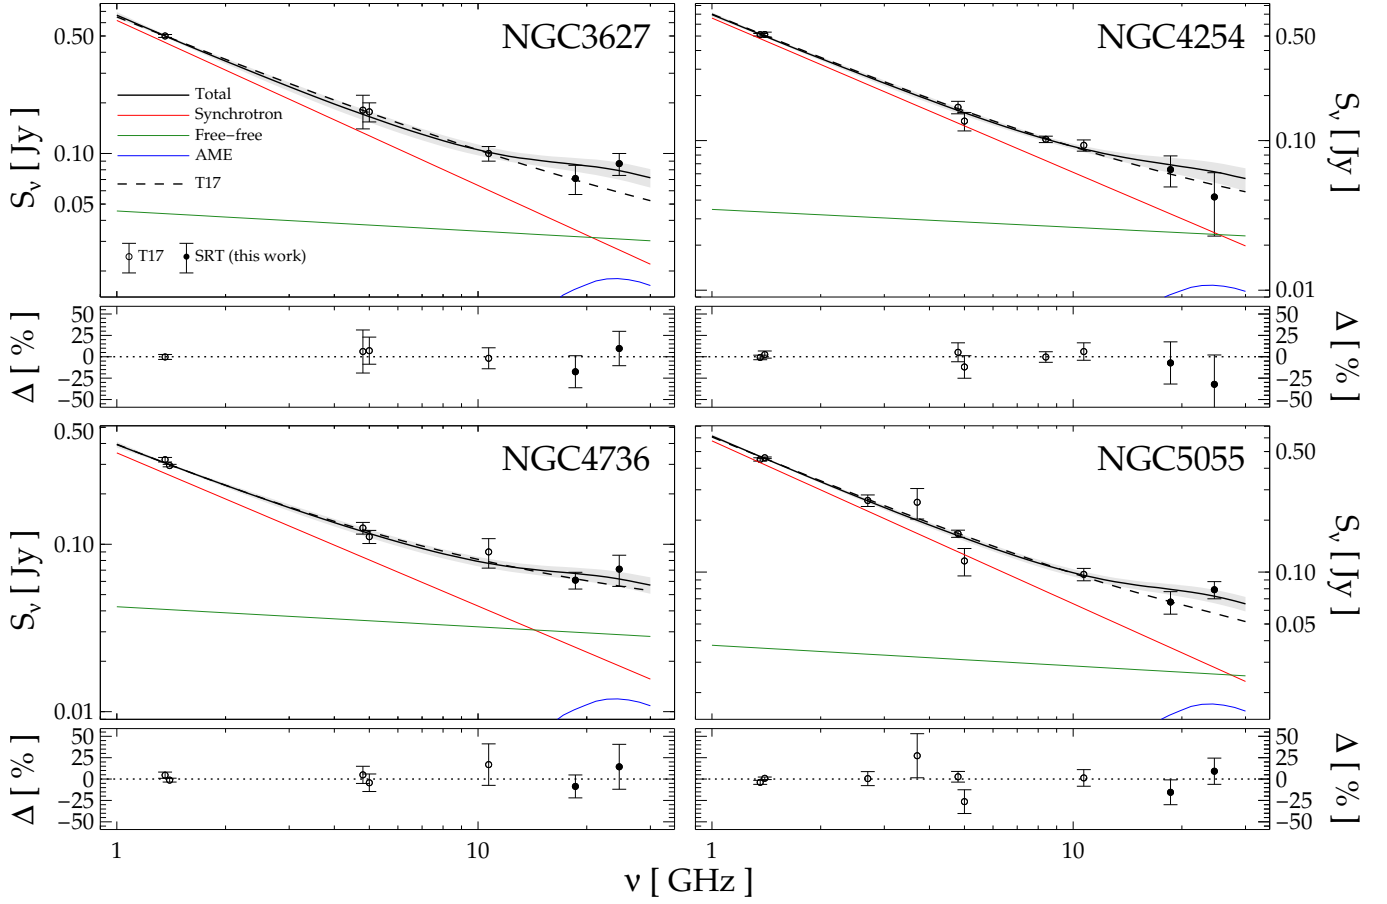 NGC3627
0.50
0.10
0.05
S_ν [ Jy ]
Total
Synchrotron
Free−free
AME
T17
T17
SRT (this work)
NGC4254
0.50
0.10
0.01
S_ν [ Jy ]
50
25
0
−25
−50
Δ [ % ]
50
25
0
−25
−50
Δ [ % ]
NGC4736
0.50
0.10
0.01
S_ν [ Jy ]
NGC5055
0.50
0.10
0.05
S_ν [ Jy ]
50
25
0
−25
−50
Δ [ % ]
50
25
0
−25
−50
Δ [ % ]
1
10
1
10
ν [ GHz ]